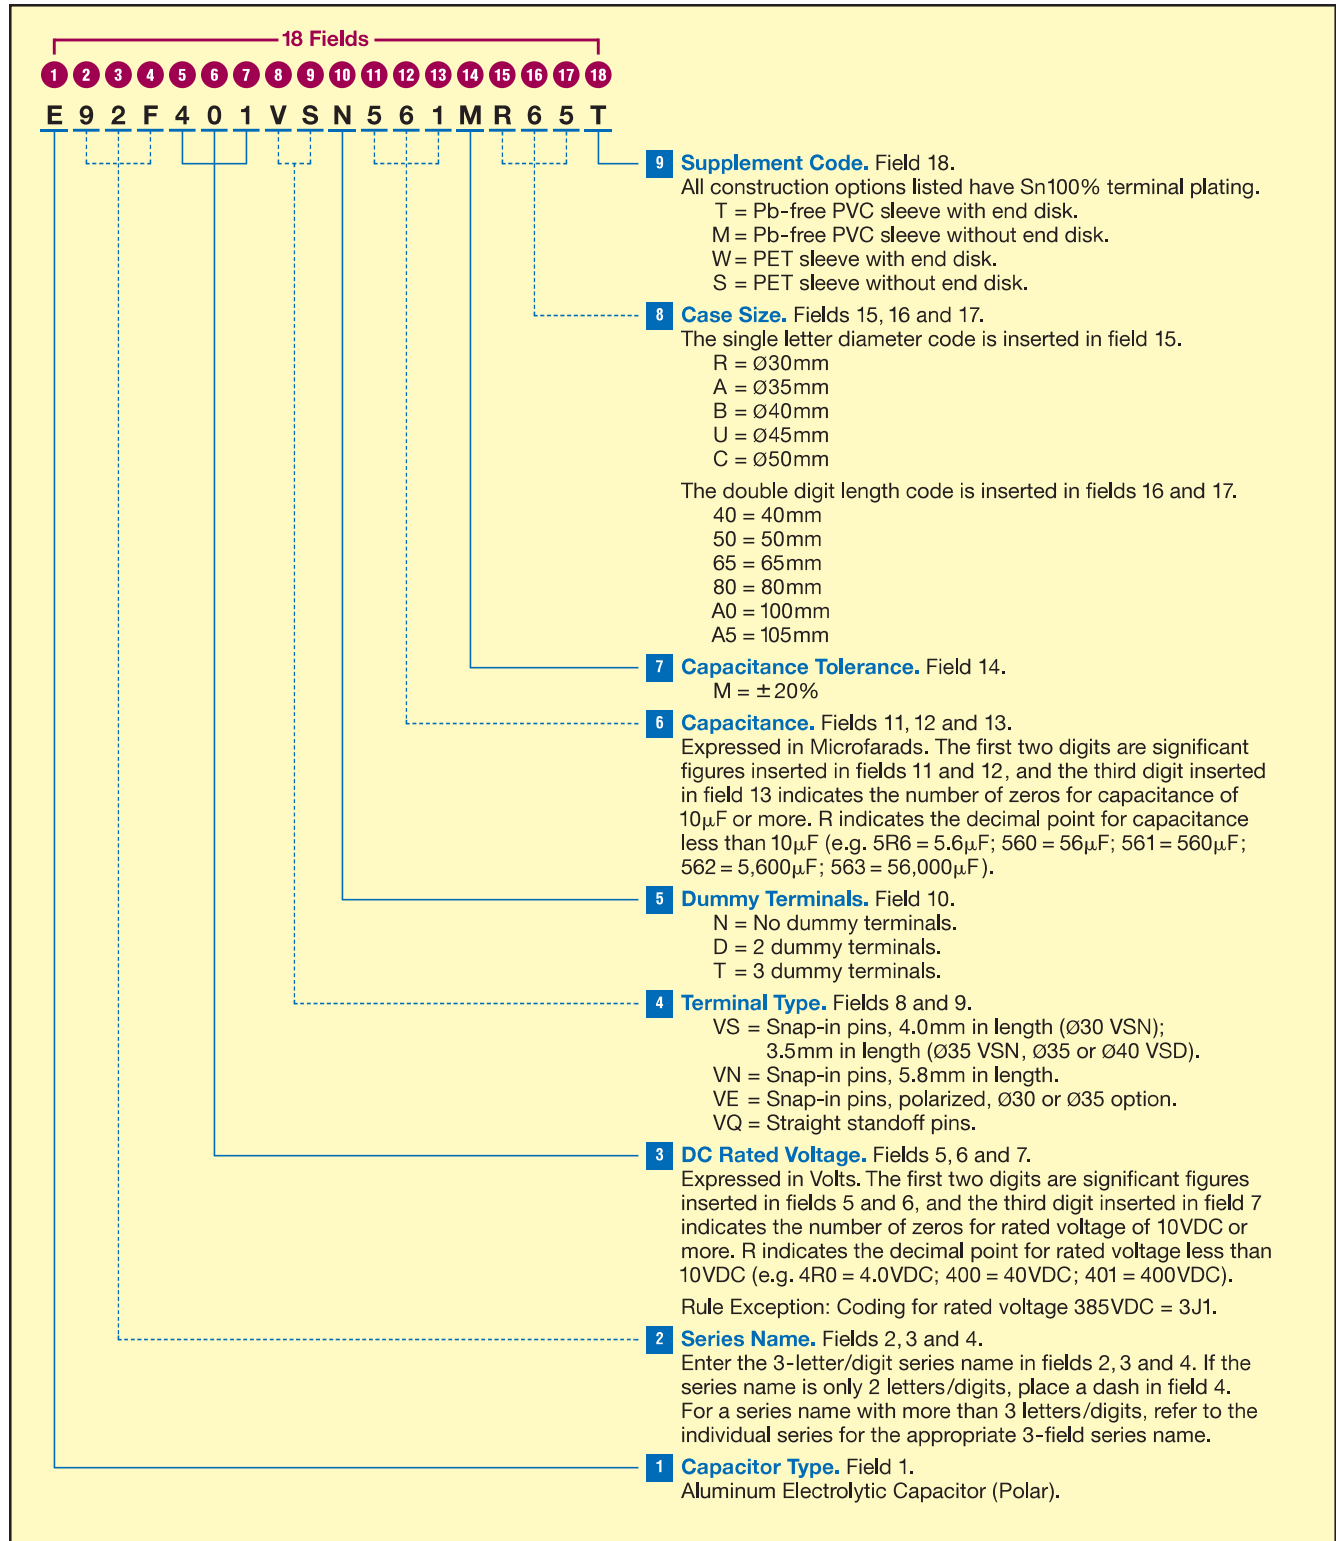 18 Fields
1 2 3 4 5 6 7 8 9 10 11 12 13 14 15 16 17 18
E 9 2 F 4 0 1 V S N 5 6 1 M R 6 5 T
9 Supplement Code. Field 18.
All construction options listed have Sn100% terminal plating.
T = Pb-free PVC sleeve with end disk.
M = Pb-free PVC sleeve without end disk.
W = PET sleeve with end disk.
S = PET sleeve without end disk.
8 Case Size. Fields 15, 16 and 17.
The single letter diameter code is inserted in field 15.
R = Ø30mm
A = Ø35mm
B = Ø40mm
U = Ø45mm
C = Ø50mm
The double digit length code is inserted in fields 16 and 17.
40 = 40mm
50 = 50mm
65 = 65mm
80 = 80mm
A0 = 100mm
A5 = 105mm
7 Capacitance Tolerance. Field 14.
M = ±20%
6 Capacitance. Fields 11, 12 and 13.
Expressed in Microfarads. The first two digits are significant
figures inserted in fields 11 and 12, and the third digit inserted
in field 13 indicates the number of zeros for capacitance of
10µF or more. R indicates the decimal point for capacitance
less than 10µF (e.g. 5R6 = 5.6µF; 560 = 56µF; 561 = 560µF;
562 = 5,600µF; 563 = 56,000µF).
5 Dummy Terminals. Field 10.
N = No dummy terminals.
D = 2 dummy terminals.
T = 3 dummy terminals.
4 Terminal Type. Fields 8 and 9.
VS = Snap-in pins, 4.0mm in length (Ø30 VSN);
3.5mm in length (Ø35 VSN, Ø35 or Ø40 VSD).
VN = Snap-in pins, 5.8mm in length.
VE = Snap-in pins, polarized, Ø30 or Ø35 option.
VQ = Straight standoff pins.
3 DC Rated Voltage. Fields 5, 6 and 7.
Expressed in Volts. The first two digits are significant figures
inserted in fields 5 and 6, and the third digit inserted in field 7
indicates the number of zeros for rated voltage of 10VDC or
more. R indicates the decimal point for rated voltage less than
10VDC (e.g. 4R0 = 4.0VDC; 400 = 40VDC; 401 = 400VDC).
Rule Exception: Coding for rated voltage 385VDC = 3J1.
2 Series Name. Fields 2, 3 and 4.
Enter the 3-letter/digit series name in fields 2, 3 and 4. If the
series name is only 2 letters/digits, place a dash in field 4.
For a series name with more than 3 letters/digits, refer to the
individual series for the appropriate 3-field series name.
1 Capacitor Type. Field 1.
Aluminum Electrolytic Capacitor (Polar).